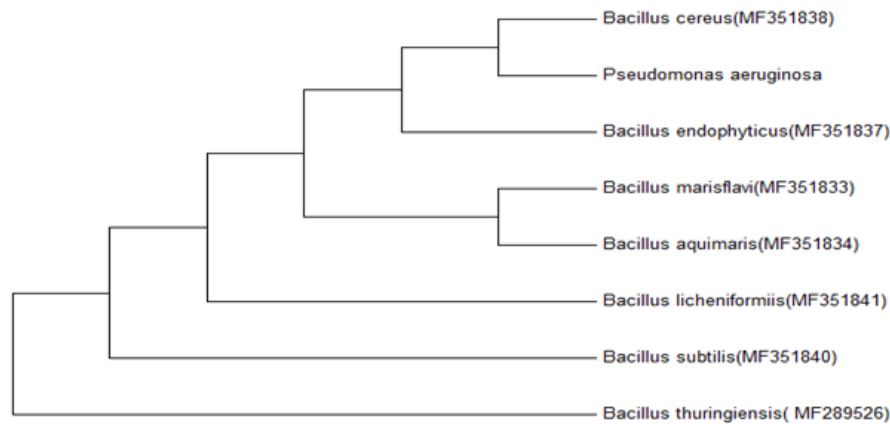 Bacillus cereus(MF351838)
Pseudomonas aeruginosa
Bacillus endophyticus(MF351837)
Bacillus marisflavi(MF351833)
Bacillus aquimaris(MF351834)
Bacillus licheniformiis(MF351841)
Bacillus subtilis(MF351840)
Bacillus thuringiensis( MF289526)